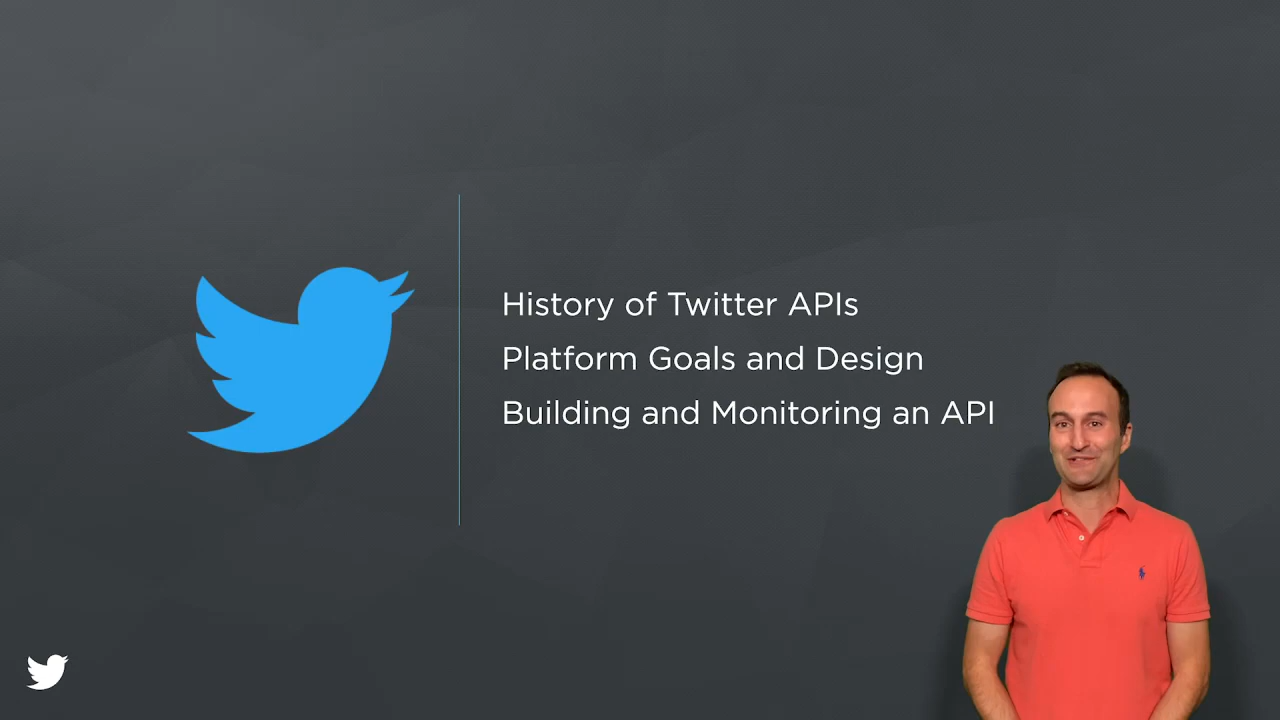 History of Twitter APIs
Platform Goals and Design
Building and Monitoring an API